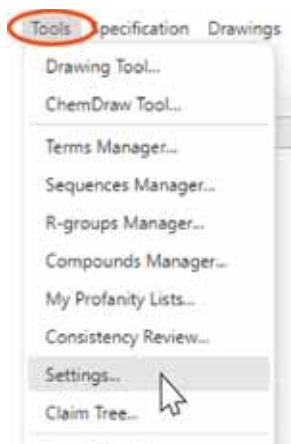 Tools Specification Drawings
Drawing Tool...
ChemDraw Tool...
Terms Manager...
Sequences Manager...
R-groups Manager...
Compounds Manager...
My Profanity Lists...
Consistency Review...
Settings...
Claim Tree...